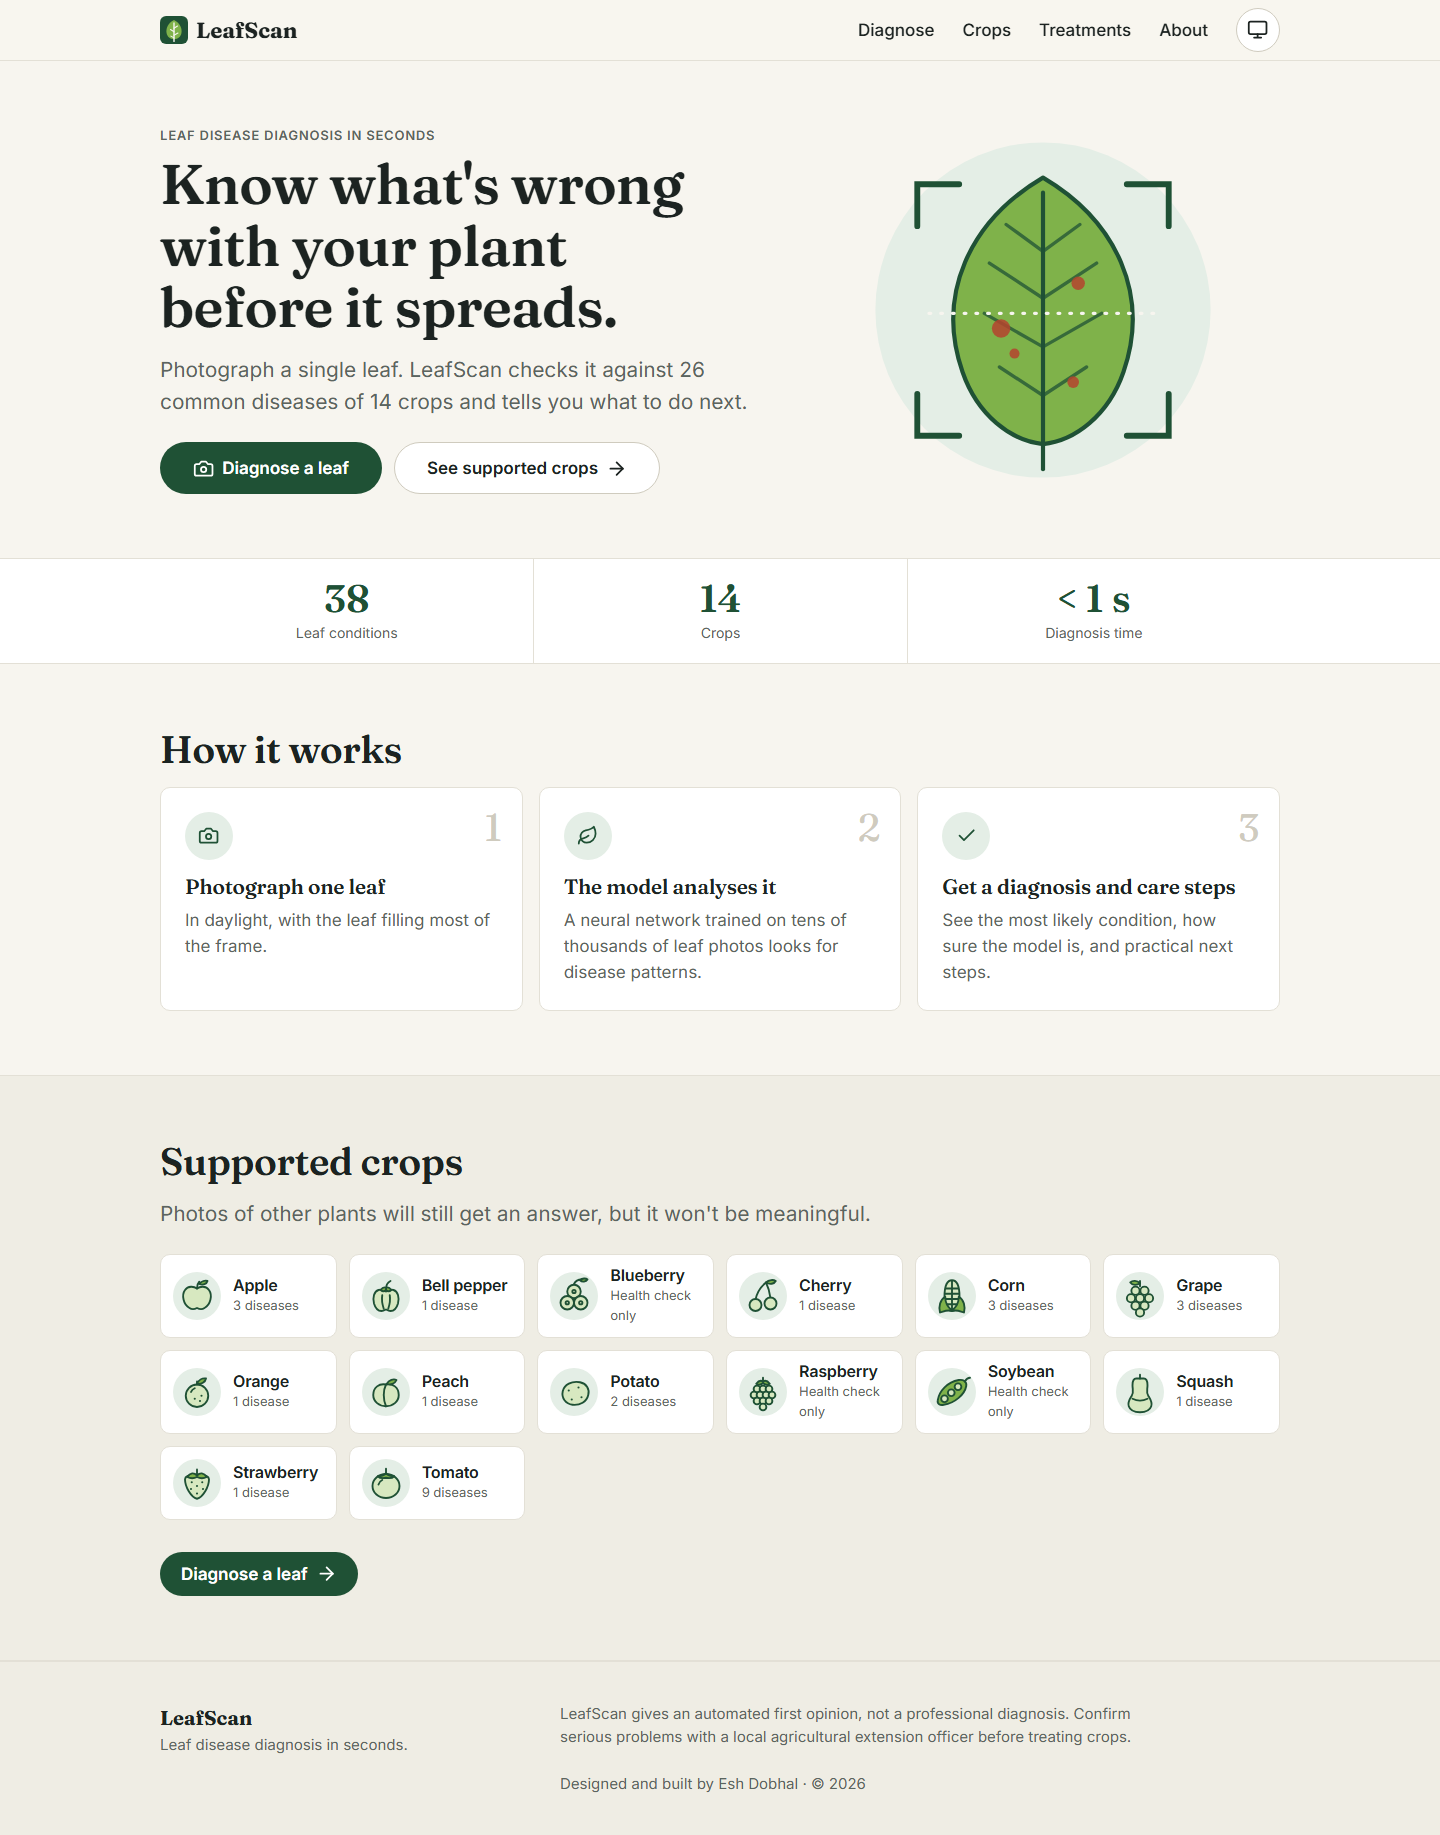 LeafScan
Diagnose
Crops
Treatments
About
LEAF DISEASE DIAGNOSIS IN SECONDS
Know what's wrong
with your plant
before it spreads.
Photograph a single leaf. LeafScan checks it against 26
common diseases of 14 crops and tells you what to do next.
Diagnose a leaf
See supported crops
38
Leaf conditions
14
Crops
< 1 s
Diagnosis time
How it works
1
Photograph one leaf
In daylight, with the leaf filling most of
the frame.
2
The model analyses it
A neural network trained on tens of
thousands of leaf photos looks for
disease patterns.
3
Get a diagnosis and care steps
See the most likely condition, how
sure the model is, and practical next
steps.
Supported crops
Photos of other plants will still get an answer, but it won't be meaningful.
Apple
3 diseases
Bell pepper
1 disease
Blueberry
Health check
only
Cherry
1 disease
Corn
3 diseases
Grape
3 diseases
Orange
1 disease
Peach
1 disease
Potato
2 diseases
Raspberry
Health check
only
Soybean
Health check
only
Squash
1 disease
Strawberry
1 disease
Tomato
9 diseases
Diagnose a leaf
LeafScan
Leaf disease diagnosis in seconds.
LeafScan gives an automated first opinion, not a professional diagnosis. Confirm
serious problems with a local agricultural extension officer before treating crops.
Designed and built by Esh Dobhal · © 2026